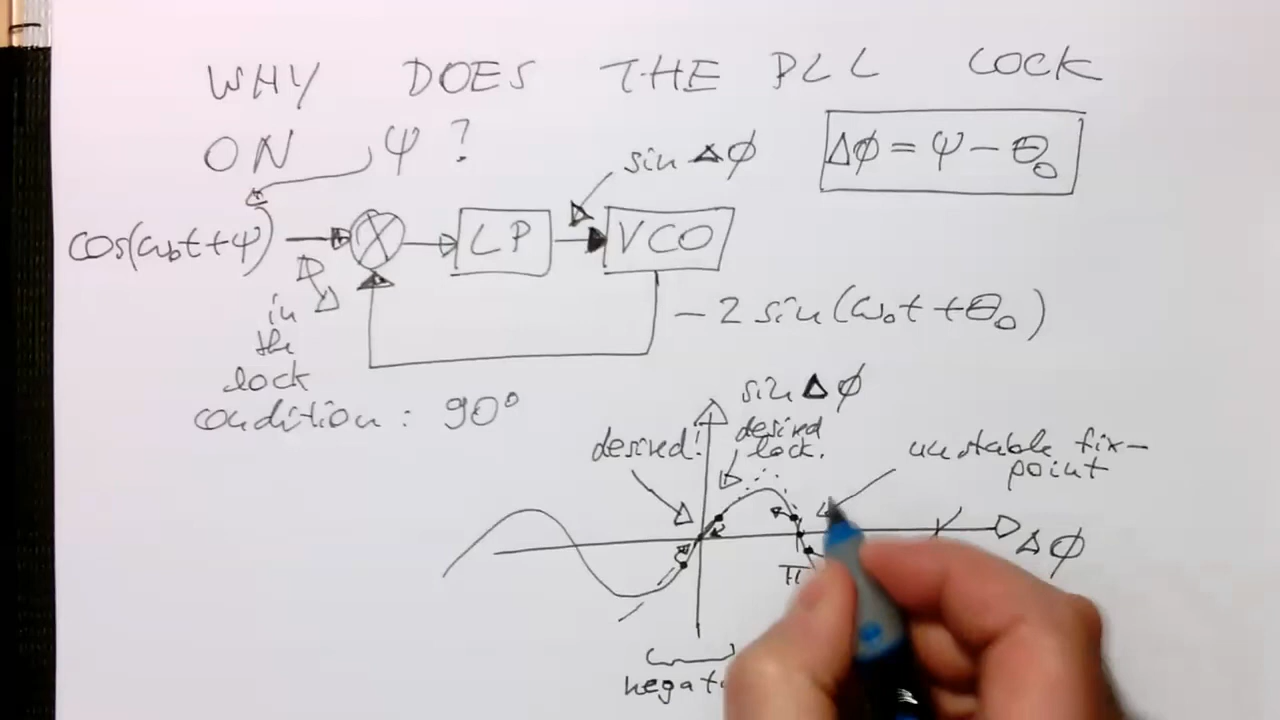 WHY DOES THE PLL LOCK
ON ψ ?
Δϕ = ψ − θ₀
sin Δϕ
cos(ω₀t+ψ)
LP
VCO
− 2 sin(ω₀t + θ₀)
in
the
lock
condition : 90°
sin Δϕ
desired!
desired
lock.
unstable fix-
point
Δϕ
π